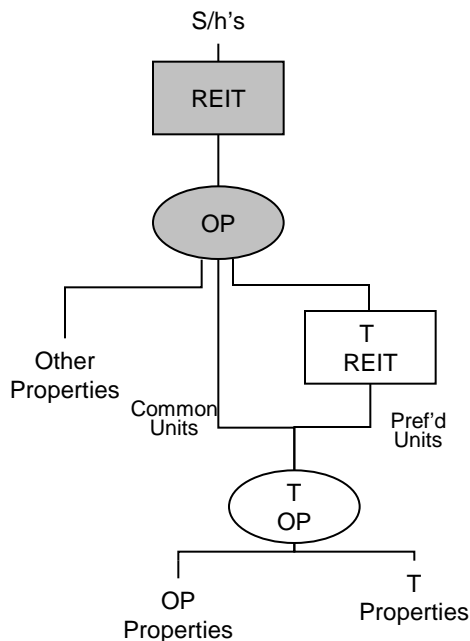 S/h's
REIT
OP
T
REIT
Other
Properties
Common
Units
Pref'd
Units
T
OP
OP
Properties
T
Properties